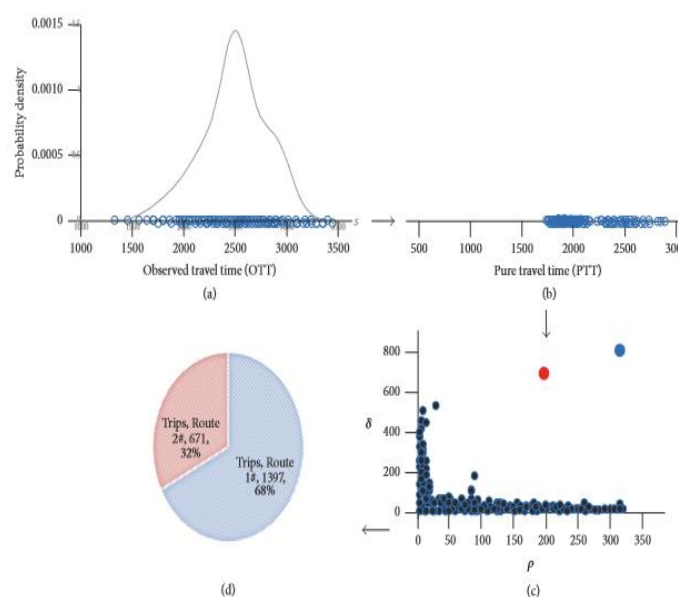 0.0015
0.0010
0.0005
0
Probability density
1000 1500 2000 2500 3000 3500
Observed travel time (OTT)
(a)
500 1000 1500 2000 2500
Pure travel time (PTT)
(b)
800
600
400
200
0
δ
0 50 100 150 200 250 300 350
ρ
(c)
Trips, Route
2#, 671,
32%
Trips, Route
1#, 1397,
68%
(d)